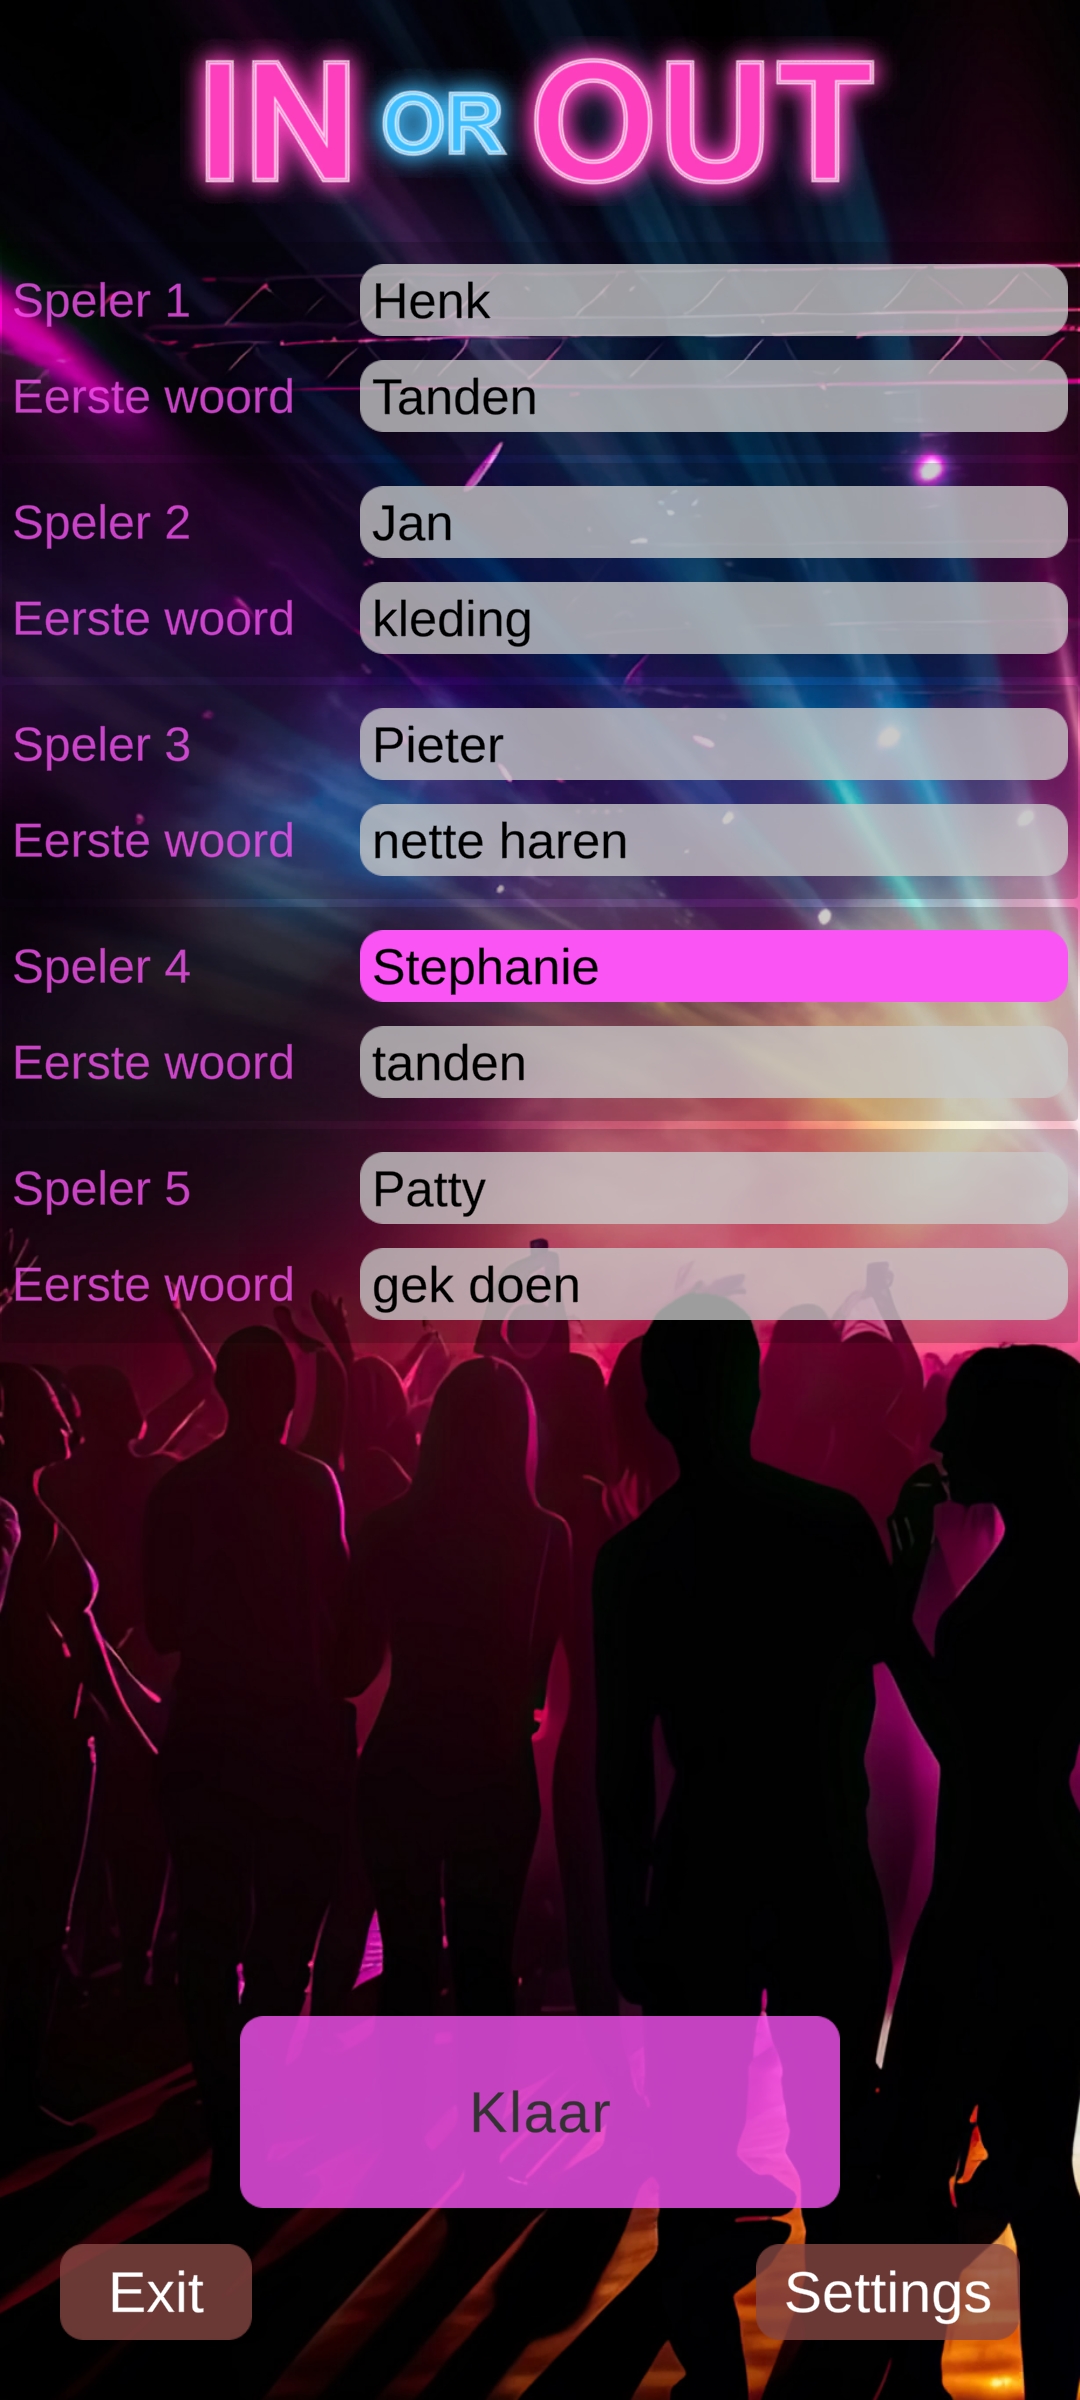 IN OR OUT
Speler 1 Henk
Eerste woord Tanden
Speler 2 Jan
Eerste woord kleding
Speler 3 Pieter
Eerste woord nette haren
Speler 4 Stephanie
Eerste woord tanden
Speler 5 Patty
Eerste woord gek doen
Klaar
Exit Settings